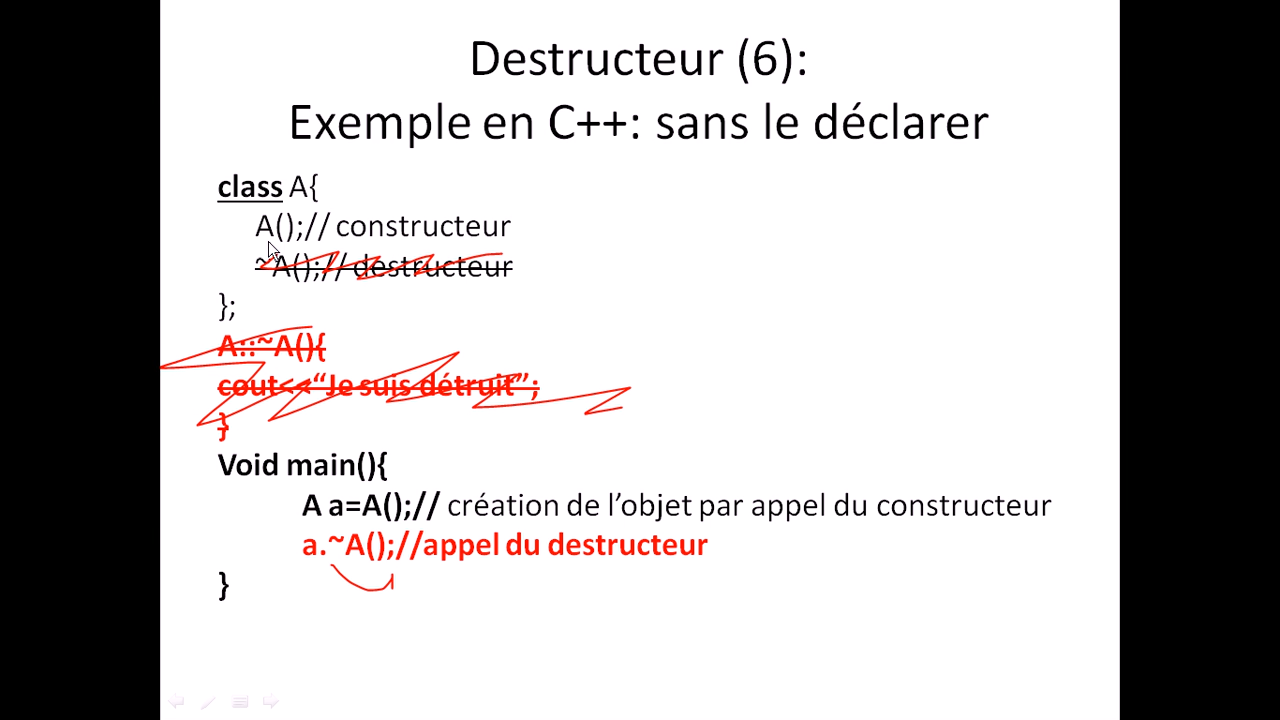 Destructeur (6):
Exemple en C++: sans le déclarer
class A{
A();// constructeur
~A();// destructeur
};
A::~A(){
cout<<“Je suis détruit”;
}
Void main(){
A a=A();// création de l’objet par appel du constructeur
a.~A();//appel du destructeur
}